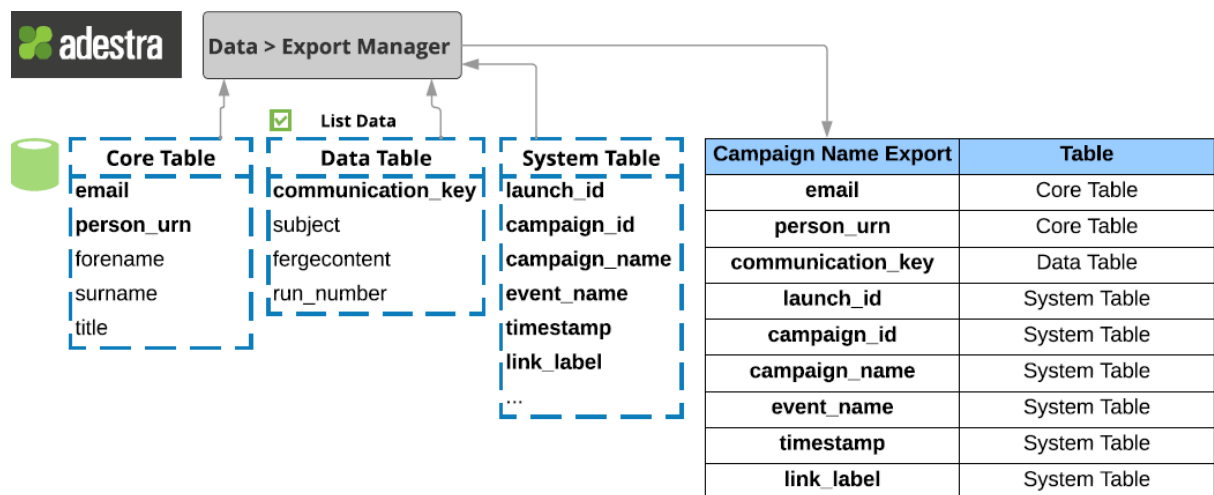 adestra
Data > Export Manager
List Data
Core Table
email
person_urn
forename
surname
title
Data Table
communication_key
subject
fergecontent
run_number
System Table
launch_id
campaign_id
campaign_name
event_name
timestamp
link_label
...
Campaign Name Export Table
email Core Table
person_urn Core Table
communication_key Data Table
launch_id System Table
campaign_id System Table
campaign_name System Table
event_name System Table
timestamp System Table
link_label System Table